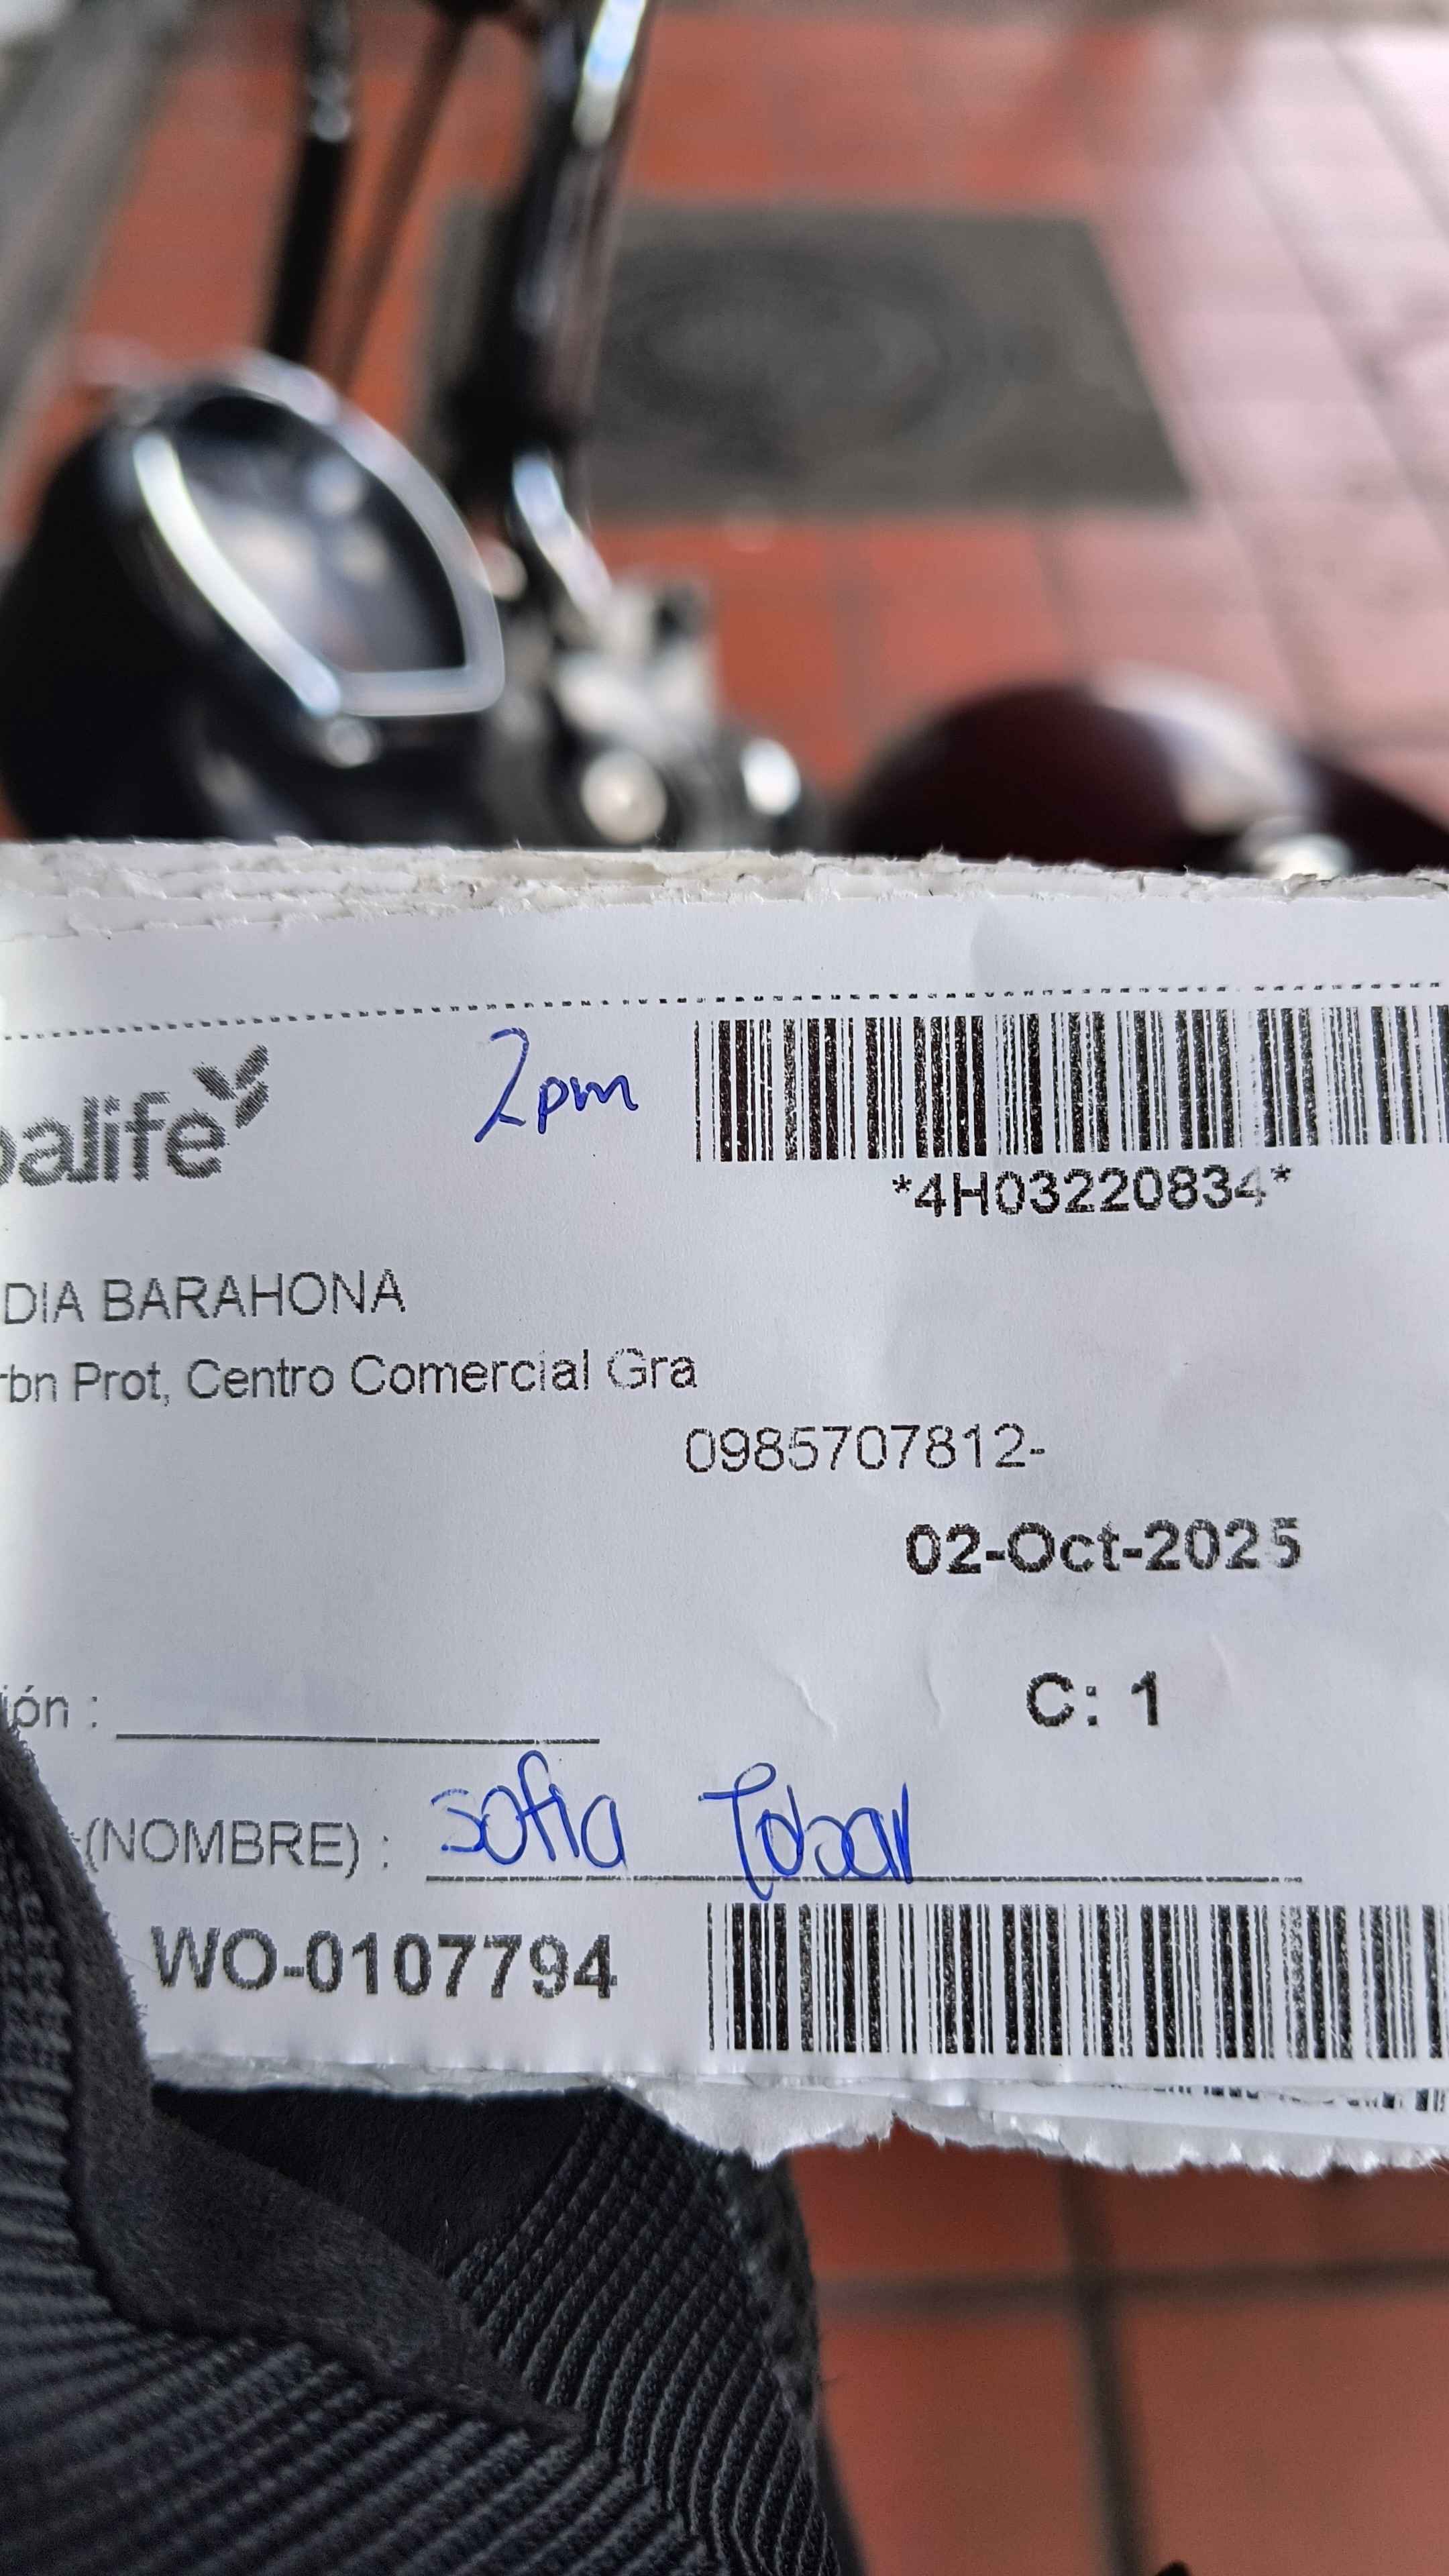 balife
2pm
*4H03220834*
DIA BARAHONA
rbn Prot, Centro Comercial Gra
0985707812-
02-Oct-2025
ión :
C: 1
(NOMBRE) : Sofia Tobar
WO-0107794